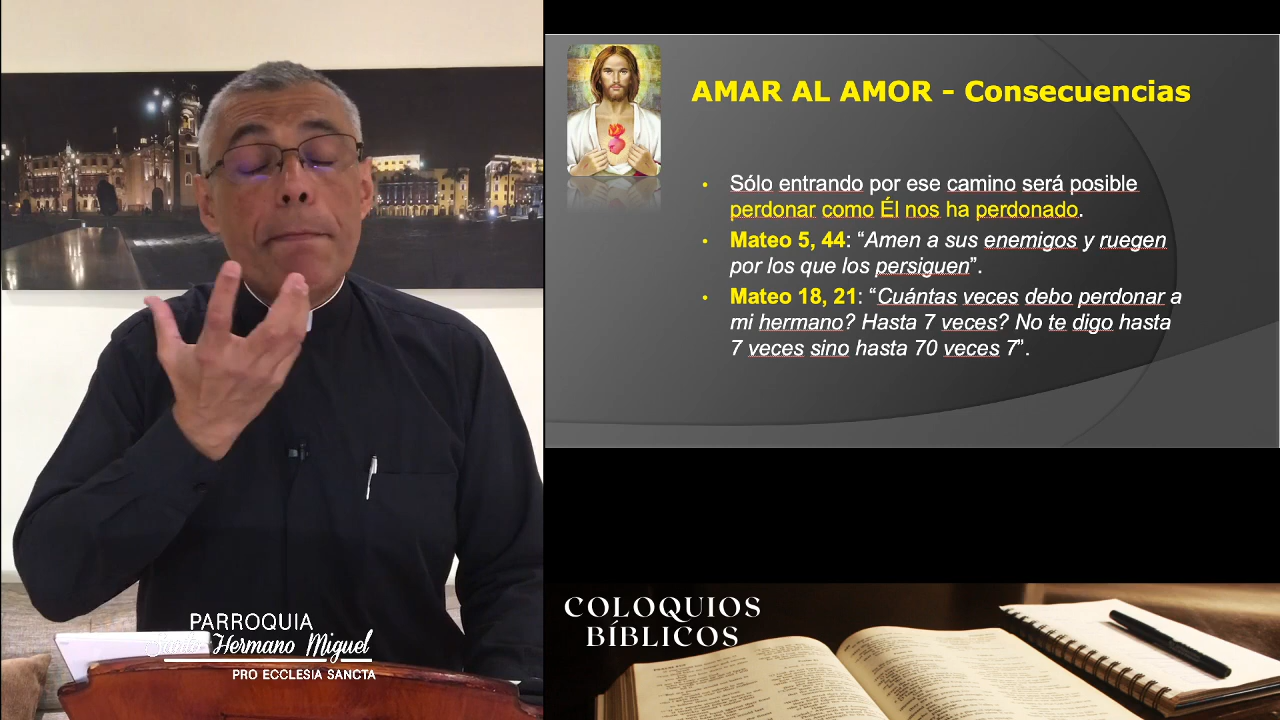 AMAR AL AMOR - Consecuencias
Sólo entrando por ese camino será posible
perdonar como Él nos ha perdonado.
Mateo 5, 44: “Amen a sus enemigos y ruegen
por los que los persiguen”.
Mateo 18, 21: “Cuántas veces debo perdonar a
mi hermano? Hasta 7 veces? No te digo hasta
7 veces sino hasta 70 veces 7”.
PARROQUIA
Santo Hermano Miguel
PRO ECCLESIA SANCTA
COLOQUIOS
BÍBLICOS